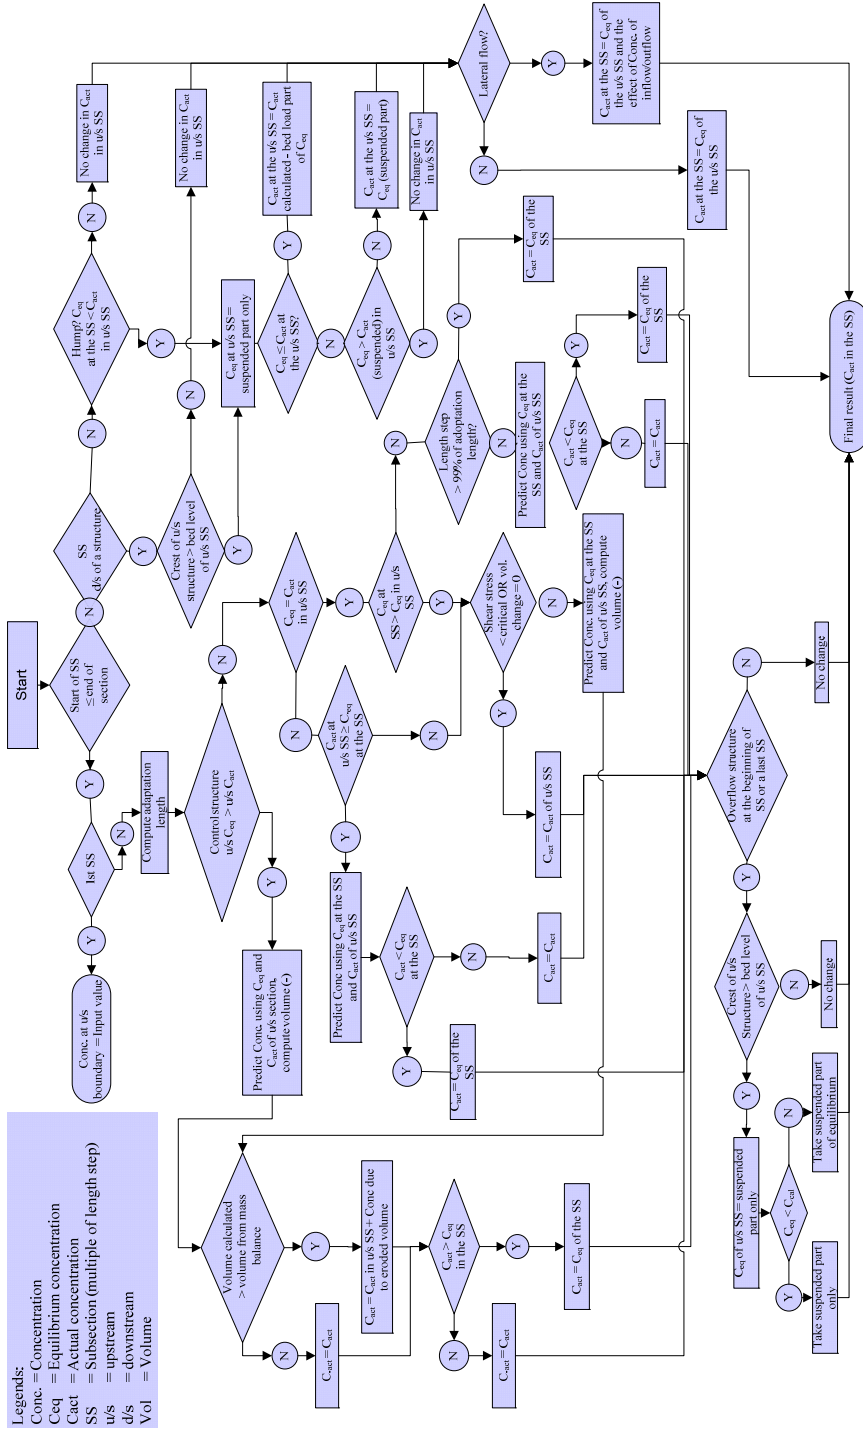 Legends:
Conc. = Concentration
Ceq = Equilibrium concentration
Cact = Actual concentration
SS = Subsection (multiple of length step)
u/s = upstream
d/s = downstream
Vol = Volume
Start
Start of SS
≤ end of
section
N
Y
SS
d/s of a structure
N
Y
Hump? Ceq
at the SS < Cact
in u/s SS
N
Y
No change in Cact
in u/s SS
Crest of u/s
structure > bed level
of u/s SS
N
Y
No change in Cact
in u/s SS
Ceq at u/s SS =
suspended part only
Ceq ≤ Cact at
the u/s SS?
Y
N
Cact at the u/s SS = Cact
calculated - bed load part
of Ceq
Ceq > Cact
(suspended) in
u/s SS
N
Y
Cact at the u/s SS =
Ceq (suspended part)
No change in Cact
in u/s SS
Lateral flow?
Y
N
Cact at the SS = Ceq of
the u/s SS and the
effect of Conc. of
inflow/outflow
Cact at the SS = Ceq of
the u/s SS
1st SS
Y
N
Conc. at u/s
boundary = Input value
Compute adaptation
length
Control structure
u/s Ceq > u/s Cact
N
Y
Predict Conc. using Ceq and
Cact of u/s section,
compute volume (-)
Ceq = Cact
in u/s SS
Y
N
Ceq at
SS > Ceq in u/s
SS
N
Y
Length step
> 99% of adoptation
length?
Y
N
Cact = Ceq of the
SS
Predict Conc using Ceq at the
SS and Cact of u/s SS
Cact < Ceq
at the SS
Y
N
Cact = Ceq of the
SS
Cact = Cact
Cact at
u/s SS ≥ Ceq
at the SS
Y
N
Shear stress
< critical OR vol.
change = 0
Y
N
Cact = Cact of u/s SS
Predict Conc. using Ceq at the SS
and Cact of u/s SS, compute
volume (-)
Predict Conc using Ceq at the SS
and Cact of u/s SS
Cact < Ceq
at the SS
Y
N
Cact = Ceq of the
SS
Cact = Cact
Volume calculated
> volume from mass
balance
Y
N
Cact = Cact in u/s SS + Conc due
to eroded volume
C-act = C-act
Cact > Ceq
in the SS
Y
N
Cact = Ceq of the SS
C-act = C-act
Overflow structure
at the beginning of
SS or a last SS
N
Y
No change
Crest of u/s
Structure > bed level
of u/s SS
N
Y
No change
Ceq of u/s SS = suspended
part only
Ceq < Ccal
N
Y
Take suspended part
of equilibrium
Take suspended part
only
Final result (Cact in the SS)